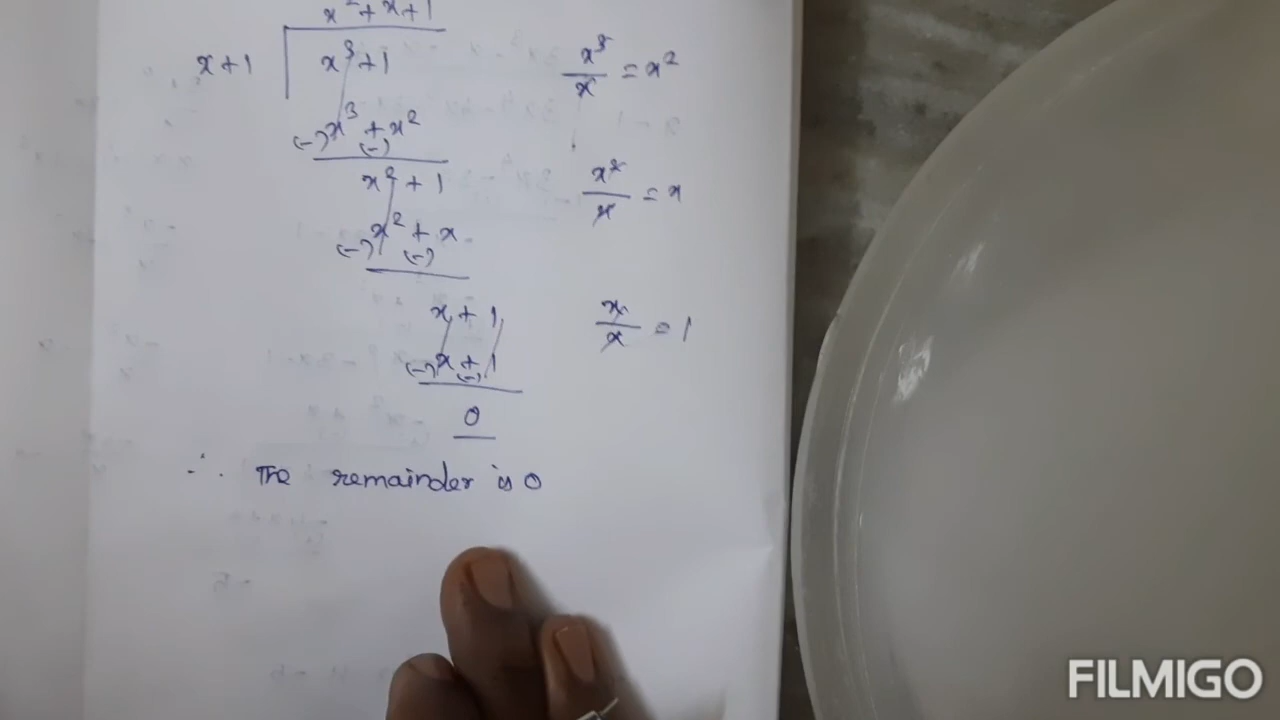 x² + x + 1
x + 1 x³ + 1 x³/x = x²
(-) x³ + x²
(-)
x² + 1 x²/x = x
(-) x² + x
(-)
x + 1 x/x = 1
(-) x + 1
(-)
0
∴ The remainder is 0
FILMIGO